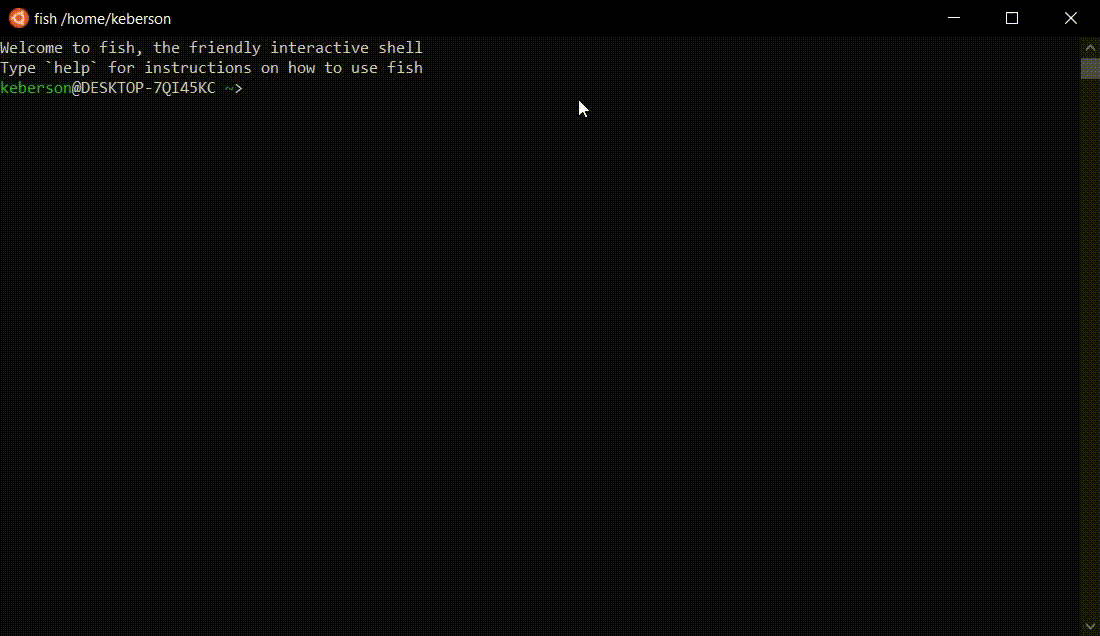 fish /home/keberson
Welcome to fish, the friendly interactive shell
Type `help` for instructions on how to use fish
keberson@DESKTOP-7QI45KC ~>